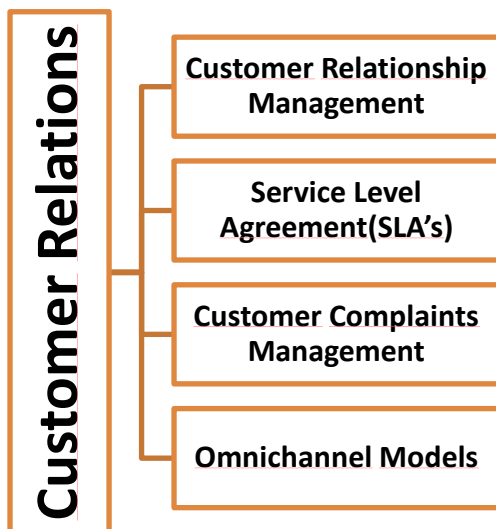 Customer Relations
Customer Relationship
Management
Service Level
Agreement(SLA’s)
Customer Complaints
Management
Omnichannel Models